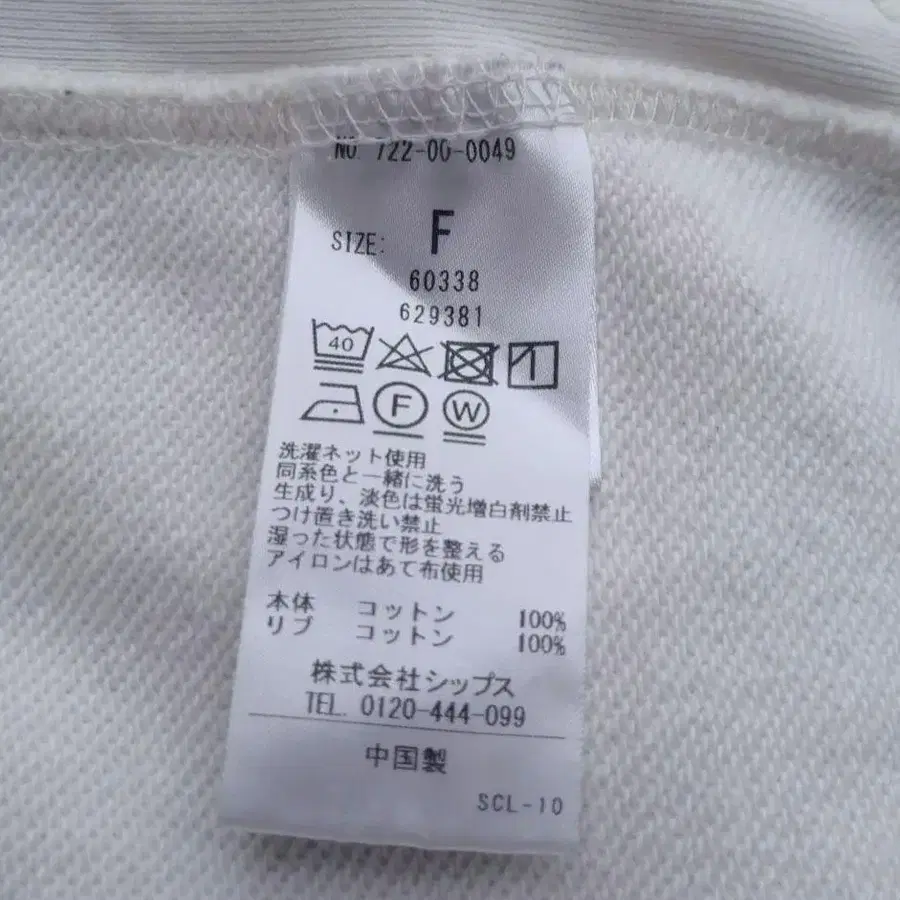 NO. 722-00-0049
SIZE: F
60338
629381
40
F W
洗濯ネット使用
同系色と一緒に洗う
生成り、淡色は蛍光増白剤禁止
つけ置き洗い禁止
湿った状態で形を整える
アイロンはあて布使用
本体 コットン 100%
リブ コットン 100%
株式会社シップス
TEL. 0120-444-099
中国製
SCL-10